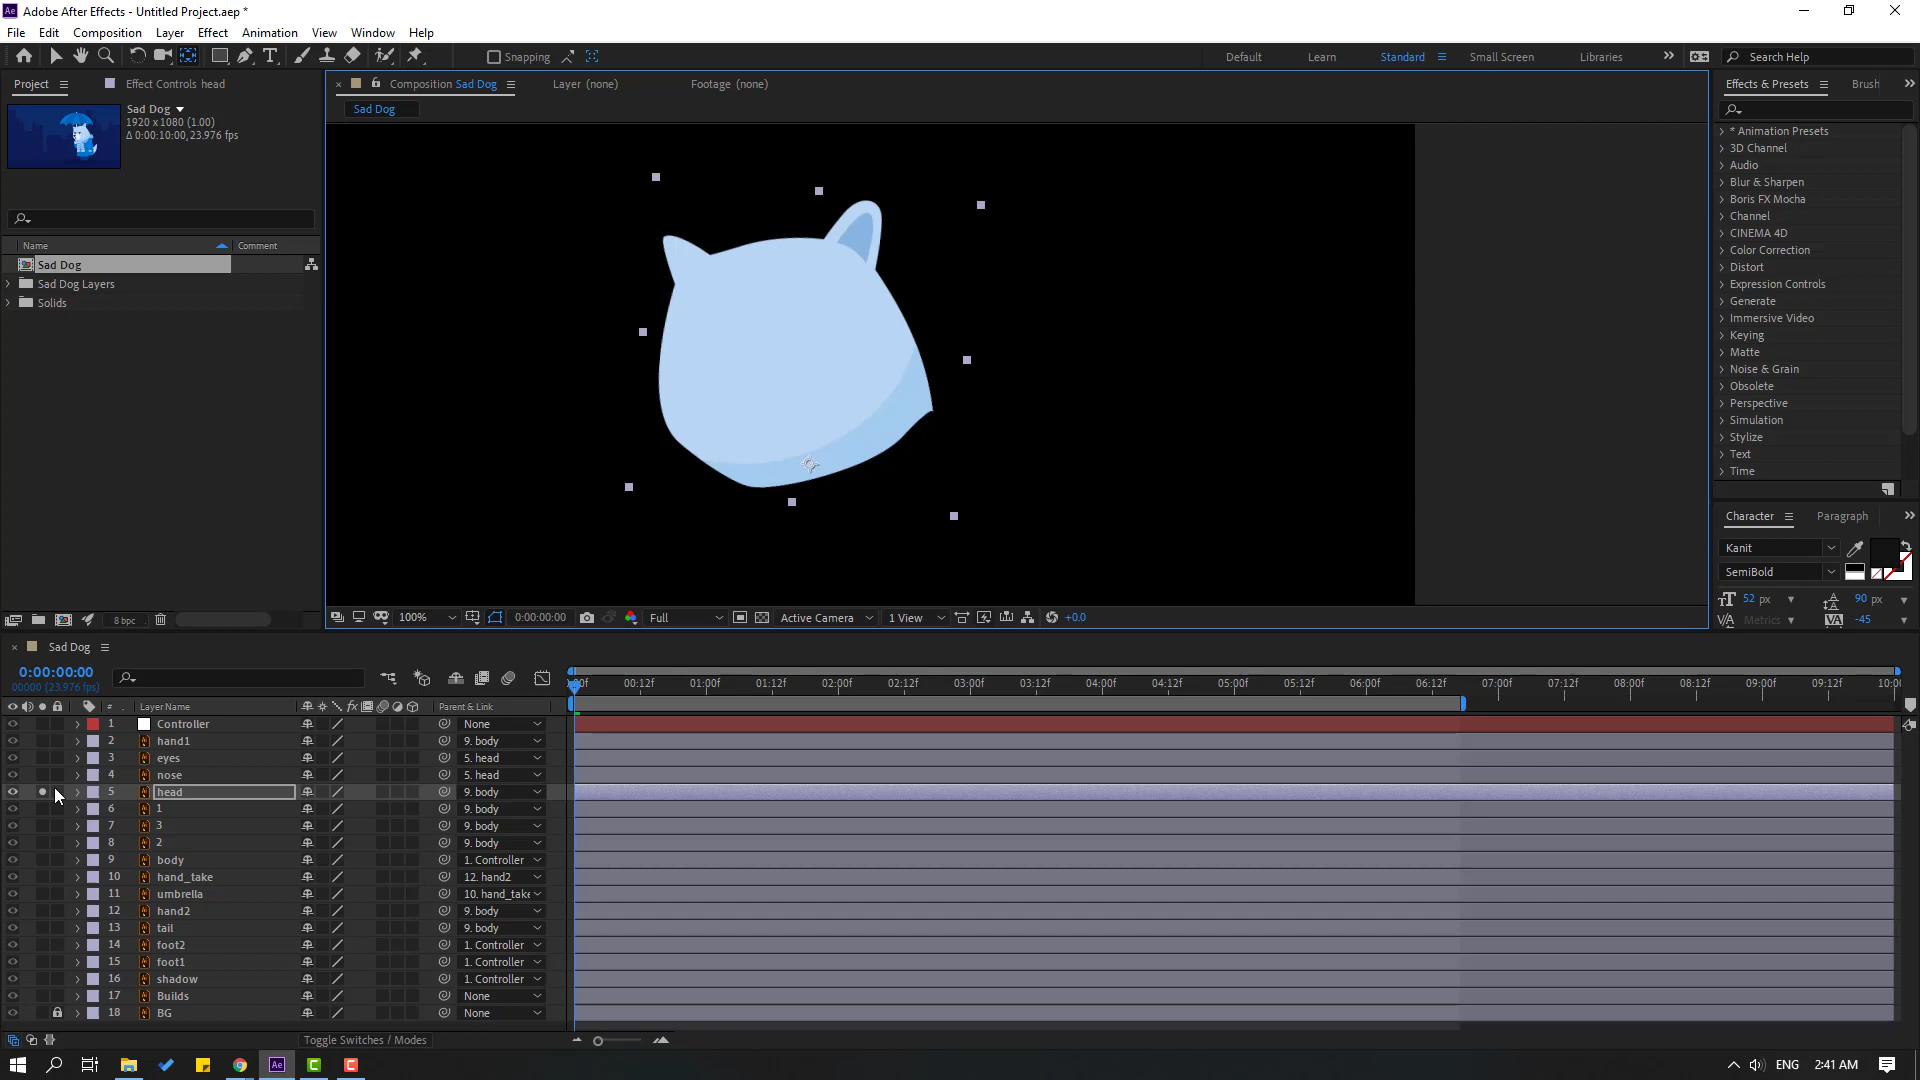 Adobe After Effects - Untitled Project.aep *
File Edit Composition Layer Effect Animation View Window Help
Snapping
Default Learn Standard Small Screen Libraries
Search Help
Project Effect Controls head
Composition Sad Dog Layer (none) Footage (none)
Effects & Presets Brush
Sad Dog
1920 x 1080 (1.00)
Δ 0:00:10:00, 23.976 fps
Sad Dog
Name Comment
Sad Dog
Sad Dog Layers
Solids
* Animation Presets
3D Channel
Audio
Blur & Sharpen
Boris FX Mocha
Channel
CINEMA 4D
Color Correction
Distort
Expression Controls
Generate
Immersive Video
Keying
Matte
Noise & Grain
Obsolete
Perspective
Simulation
Stylize
Text
Time
Character Paragraph
Kanit
SemiBold
52 px 90 px
Metrics -45
8 bpc
100% 0:00:00:00 Full Active Camera 1 View +0.0
Sad Dog
0:00:00:00
00000 (23.976 fps)
00:12f 01:00f 01:12f 02:00f 02:12f 03:00f 03:12f 04:00f 04:12f 05:00f 05:12f 06:00f 06:12f 07:00f 07:12f 08:00f 08:12f 09:00f 09:12f
# Layer Name Parent & Link
1 Controller None
2 hand1 9. body
3 eyes 5. head
4 nose 5. head
5 head 9. body
6 1 9. body
7 3 9. body
8 2 9. body
9 body 1. Controller
10 hand_take 12. hand2
11 umbrella 10. hand_take
12 hand2 9. body
13 tail 9. body
14 foot2 1. Controller
15 foot1 1. Controller
16 shadow 1. Controller
17 Builds None
18 BG None
Toggle Switches / Modes
ENG 2:41 AM